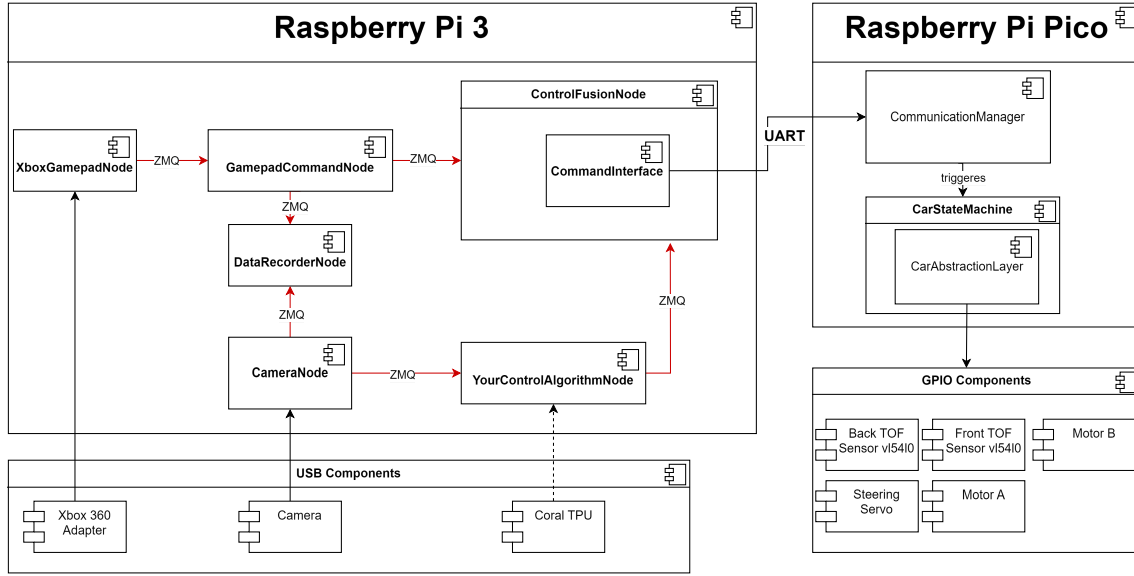 Raspberry Pi 3
Raspberry Pi Pico
ControlFusionNode
CommunicationManager
UART
XboxGamepadNode
ZMQ
GamepadCommandNode
ZMQ
CommandInterface
triggeres
ZMQ
CarStateMachine
DataRecorderNode
CarAbstractionLayer
ZMQ
ZMQ
CameraNode
ZMQ
YourControlAlgorithmNode
GPIO Components
Back TOF
Sensor vl54l0
Front TOF
Sensor vl54l0
Motor B
Steering
Servo
Motor A
USB Components
Xbox 360
Adapter
Camera
Coral TPU